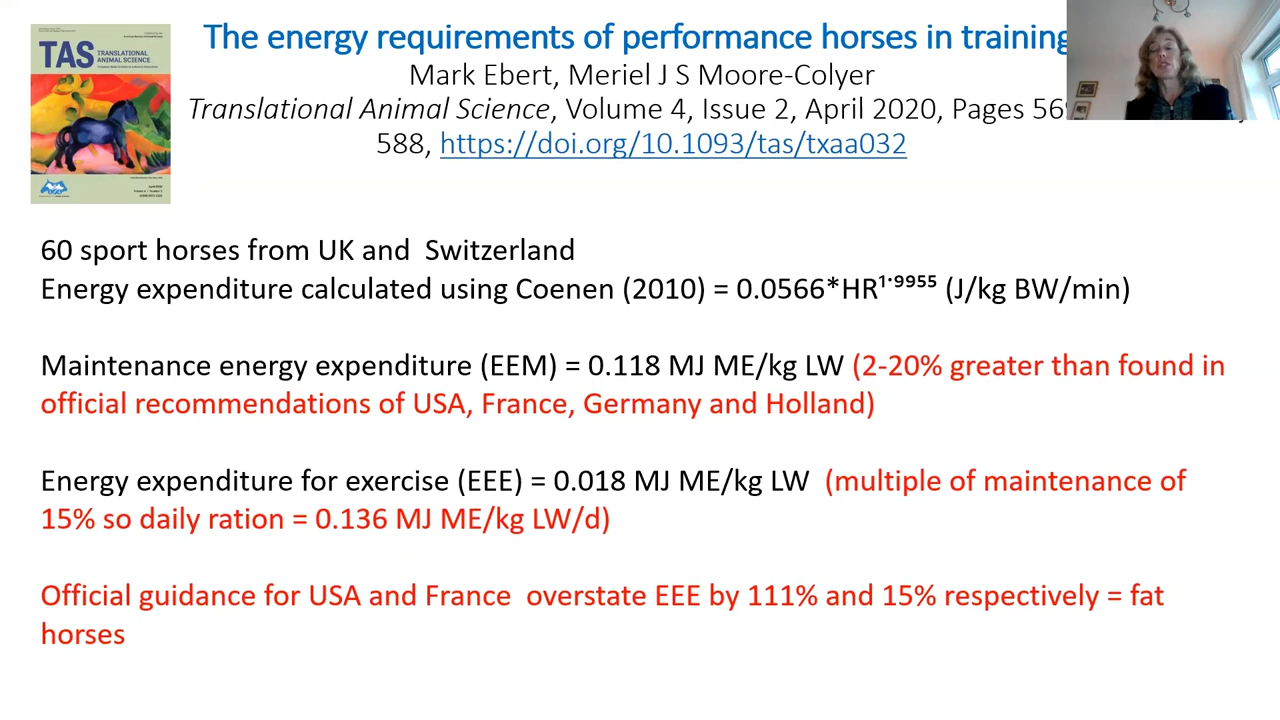 TAS TRANSLATIONAL
ANIMAL SCIENCE
The energy requirements of performance horses in training
Mark Ebert, Meriel J S Moore-Colyer
Translational Animal Science, Volume 4, Issue 2, April 2020, Pages
588, https://doi.org/10.1093/tas/txaa032
60 sport horses from UK and Switzerland
Energy expenditure calculated using Coenen (2010) = 0.0566*HR¹·⁹⁹⁵⁵ (J/kg BW/min)
Maintenance energy expenditure (EEM) = 0.118 MJ ME/kg LW (2-20% greater than found in
official recommendations of USA, France, Germany and Holland)
Energy expenditure for exercise (EEE) = 0.018 MJ ME/kg LW (multiple of maintenance of
15% so daily ration = 0.136 MJ ME/kg LW/d)
Official guidance for USA and France overstate EEE by 111% and 15% respectively = fat
horses